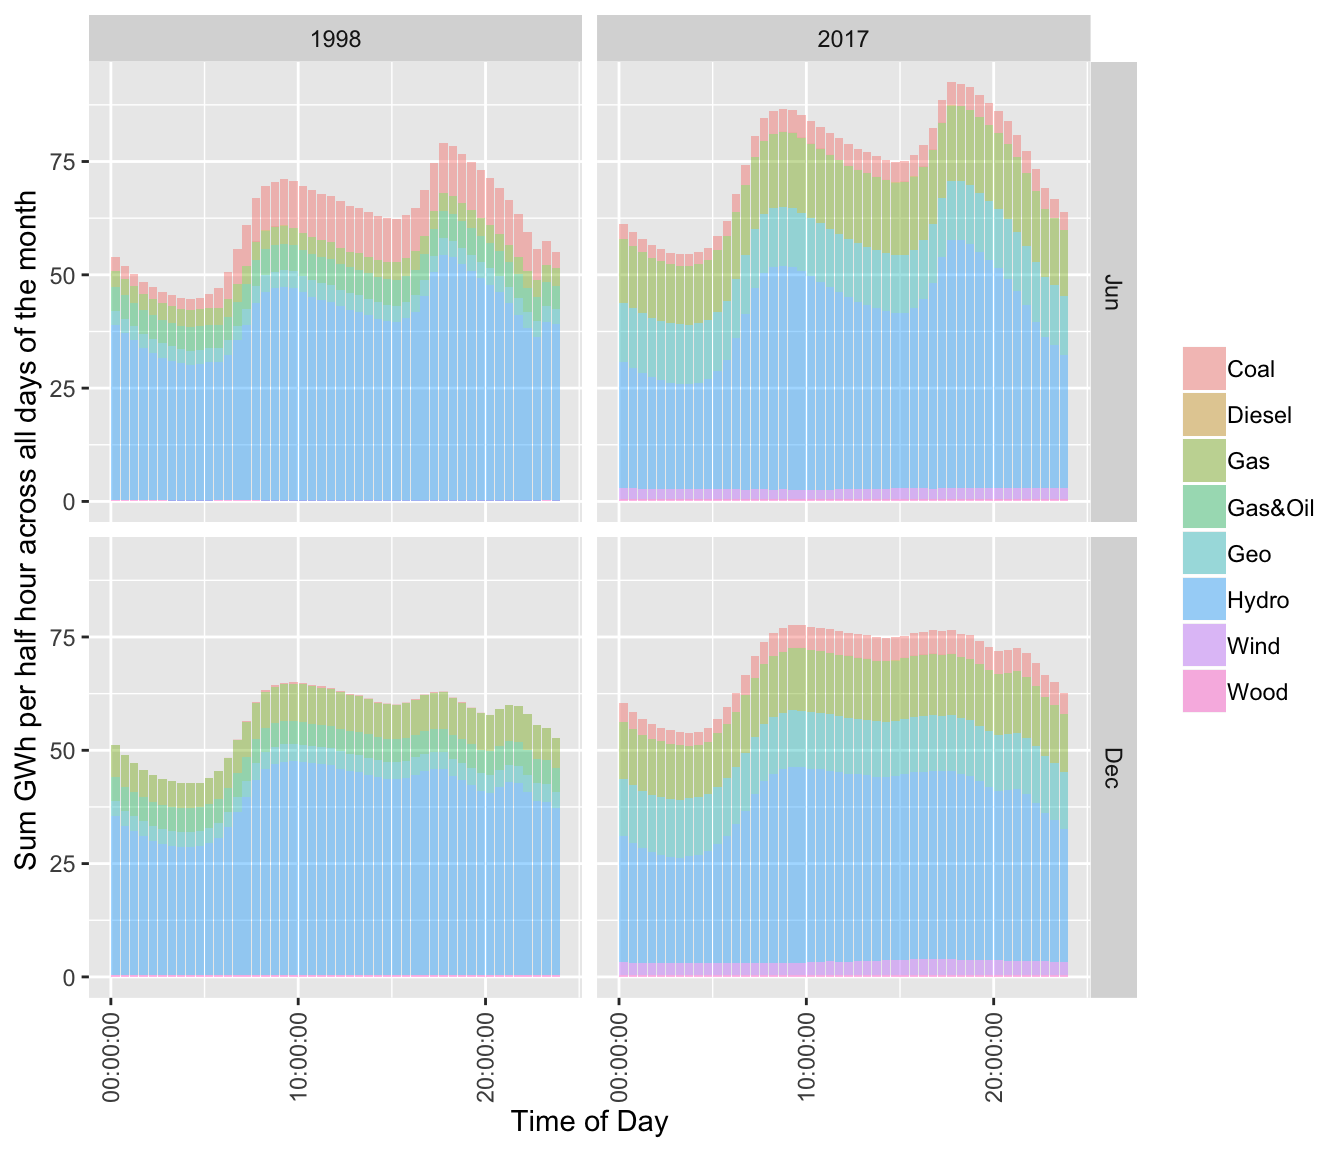 1998
2017
Sum GWh per half hour across all days of the month
75
50
25
0
Jun
75
50
25
0
Dec
00:00:00
10:00:00
20:00:00
00:00:00
10:00:00
20:00:00
Time of Day
Coal
Diesel
Gas
Gas&Oil
Geo
Hydro
Wind
Wood